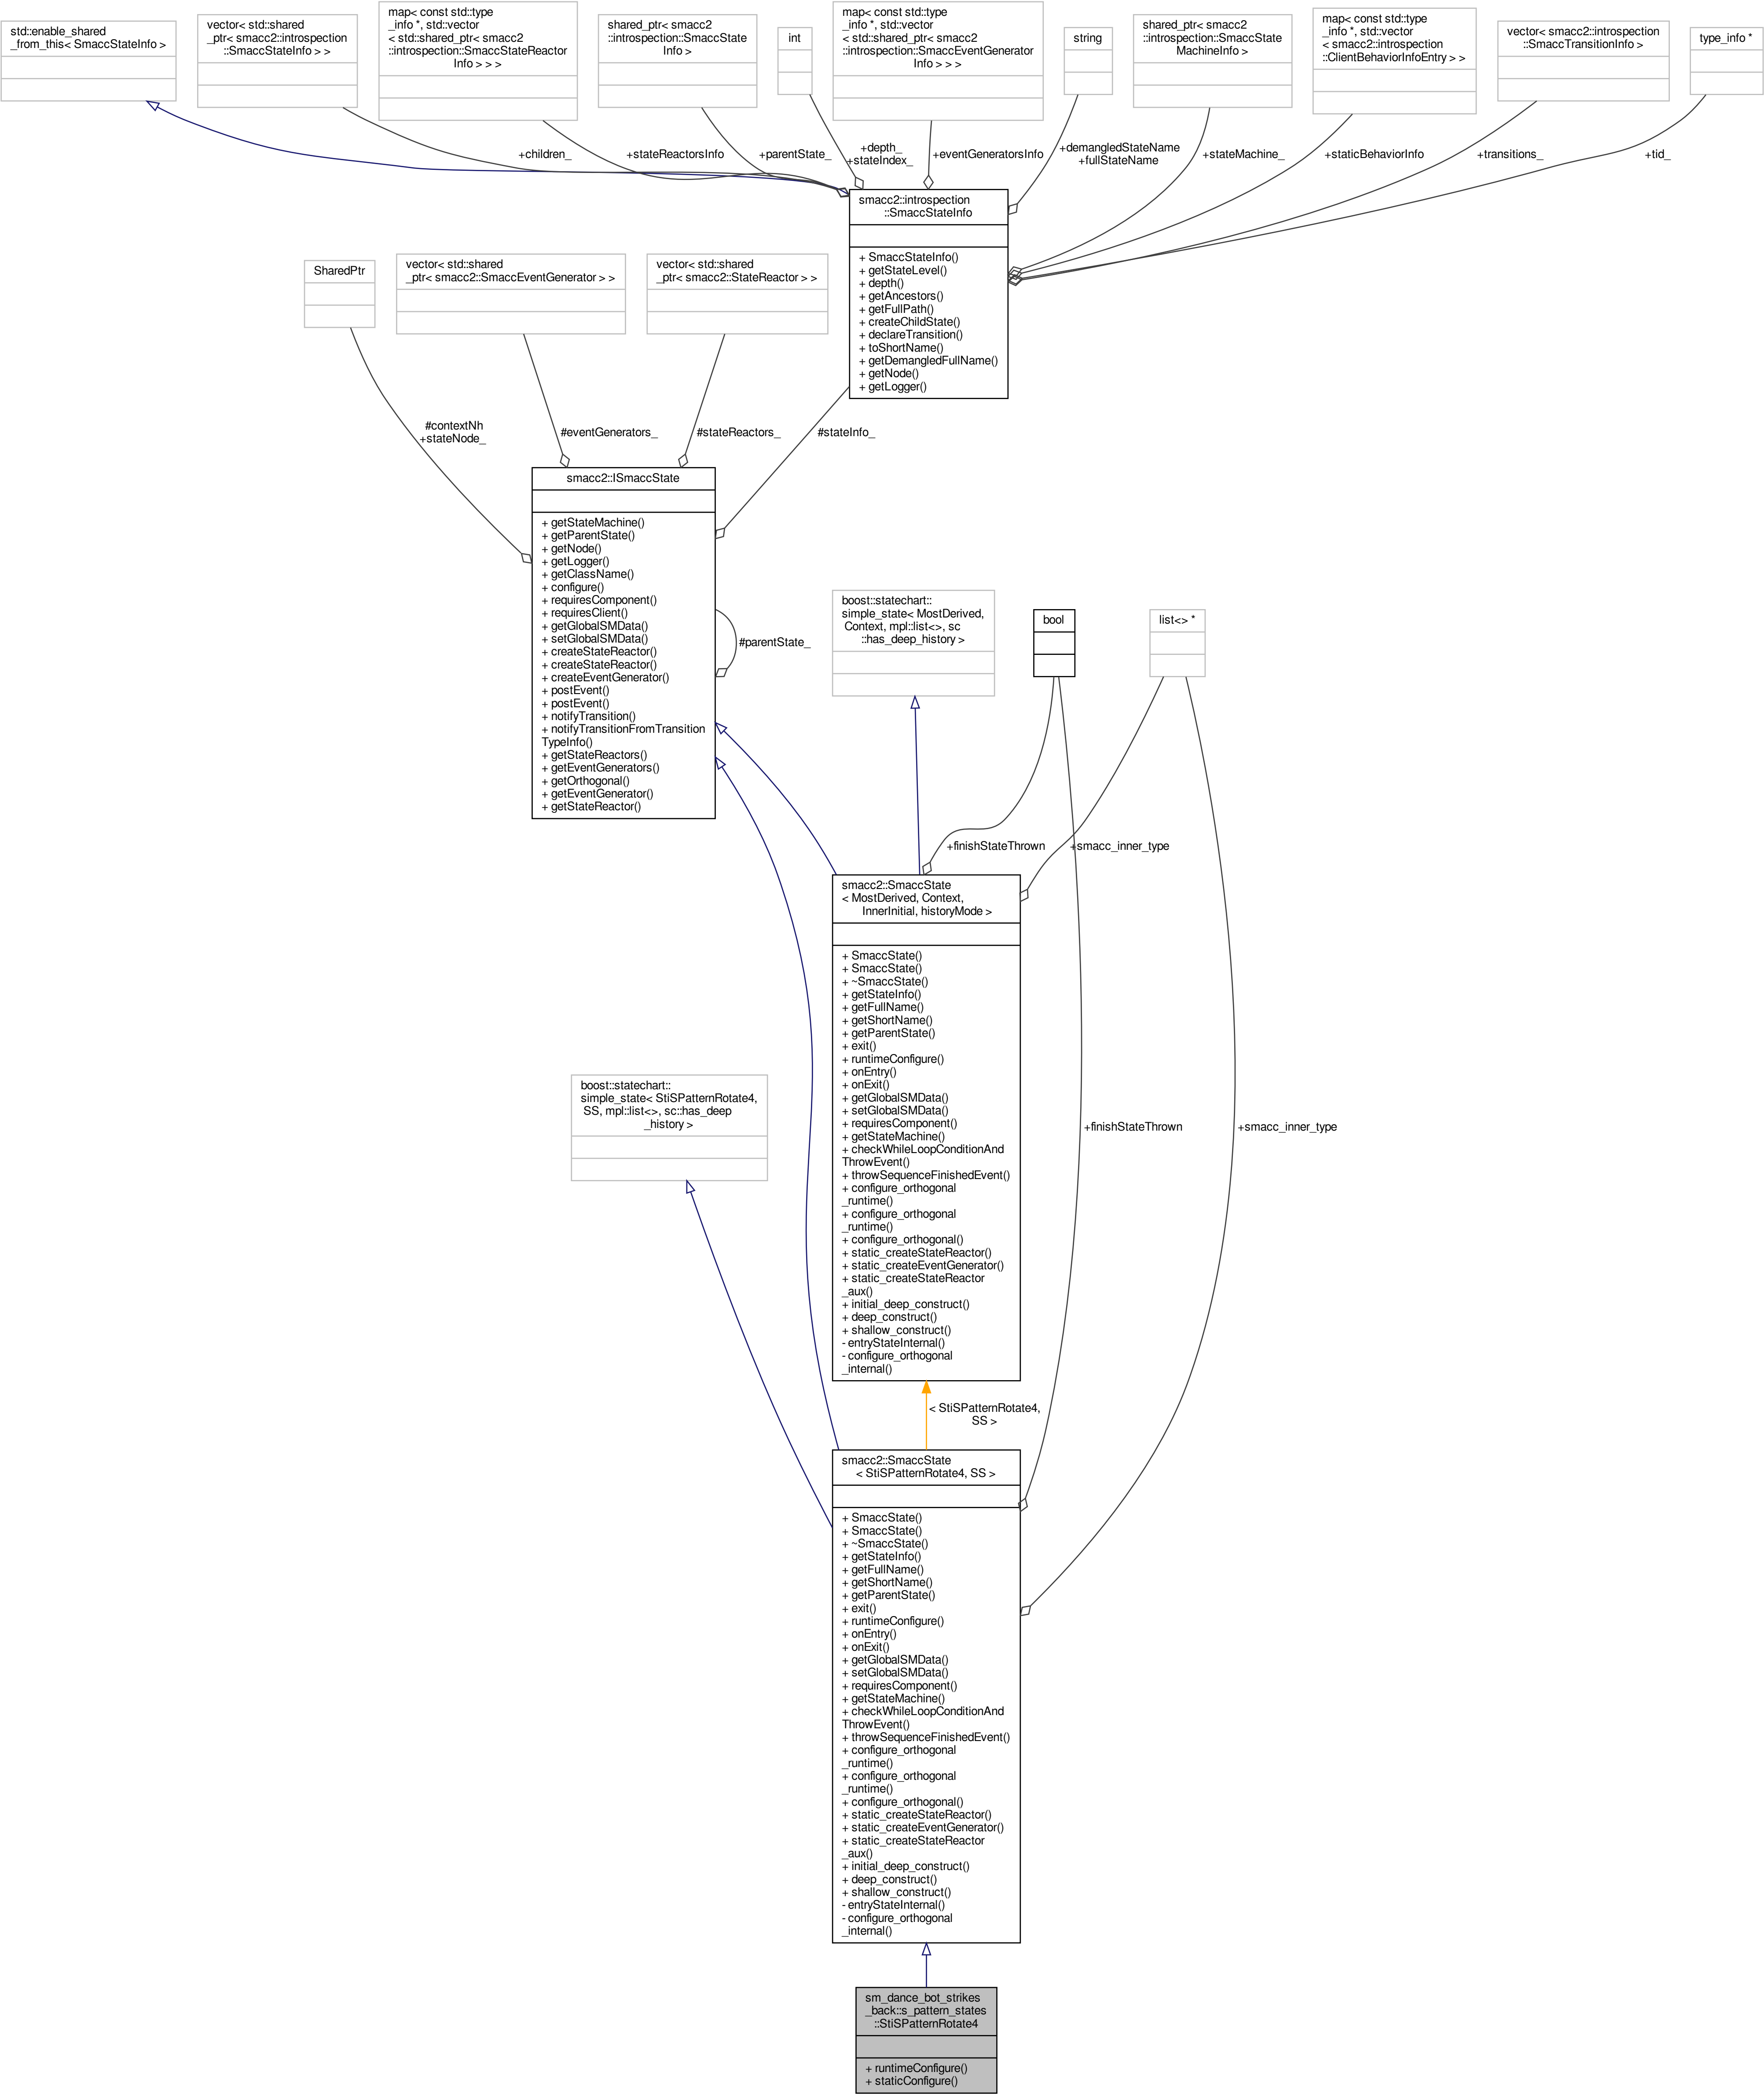 std::enable_shared
_from_this< SmaccStateInfo >
vector< std::shared
_ptr< smacc2::introspection
::SmaccStateInfo > >
map< const std::type
_info *, std::vector
< std::shared_ptr< smacc2
::introspection::SmaccStateReactor
Info > > >
shared_ptr< smacc2
::introspection::SmaccState
Info >
int
map< const std::type
_info *, std::vector
< std::shared_ptr< smacc2
::introspection::SmaccEventGenerator
Info > > >
string
shared_ptr< smacc2
::introspection::SmaccState
MachineInfo >
map< const std::type
_info *, std::vector
< smacc2::introspection
::ClientBehaviorInfoEntry > >
vector< smacc2::introspection
::SmaccTransitionInfo >
type_info *
+children_
+stateReactorsInfo
+parentState_
+depth_
+stateIndex_
+eventGeneratorsInfo
+demangledStateName
+fullStateName
+stateMachine_
+staticBehaviorInfo
+transitions_
+tid_
smacc2::introspection
::SmaccStateInfo
+ SmaccStateInfo()
+ getStateLevel()
+ depth()
+ getAncestors()
+ getFullPath()
+ createChildState()
+ declareTransition()
+ toShortName()
+ getDemangledFullName()
+ getNode()
+ getLogger()
SharedPtr
vector< std::shared
_ptr< smacc2::SmaccEventGenerator > >
vector< std::shared
_ptr< smacc2::StateReactor > >
#contextNh
+stateNode_
#eventGenerators_
#stateReactors_
#stateInfo_
smacc2::ISmaccState
+ getStateMachine()
+ getParentState()
+ getNode()
+ getLogger()
+ getClassName()
+ configure()
+ requiresComponent()
+ requiresClient()
+ getGlobalSMData()
+ setGlobalSMData()
+ createStateReactor()
+ createStateReactor()
+ createEventGenerator()
+ postEvent()
+ postEvent()
+ notifyTransition()
+ notifyTransitionFromTransition
TypeInfo()
+ getStateReactors()
+ getEventGenerators()
+ getOrthogonal()
+ getEventGenerator()
+ getStateReactor()
#parentState_
boost::statechart::
simple_state< MostDerived,
Context, mpl::list<>, sc
::has_deep_history >
bool
list<> *
+finishStateThrown
+smacc_inner_type
smacc2::SmaccState
< MostDerived, Context,
InnerInitial, historyMode >
+ SmaccState()
+ SmaccState()
+ ~SmaccState()
+ getStateInfo()
+ getFullName()
+ getShortName()
+ getParentState()
+ exit()
+ runtimeConfigure()
+ onEntry()
+ onExit()
+ getGlobalSMData()
+ setGlobalSMData()
+ requiresComponent()
+ getStateMachine()
+ checkWhileLoopConditionAnd
ThrowEvent()
+ throwSequenceFinishedEvent()
+ configure_orthogonal
_runtime()
+ configure_orthogonal
_runtime()
+ configure_orthogonal()
+ static_createStateReactor()
+ static_createEventGenerator()
+ static_createStateReactor
_aux()
+ initial_deep_construct()
+ deep_construct()
+ shallow_construct()
- entryStateInternal()
- configure_orthogonal
_internal()
boost::statechart::
simple_state< StiSPatternRotate4,
SS, mpl::list<>, sc::has_deep
_history >
+finishStateThrown
+smacc_inner_type
< StiSPatternRotate4,
SS >
smacc2::SmaccState
< StiSPatternRotate4, SS >
+ SmaccState()
+ SmaccState()
+ ~SmaccState()
+ getStateInfo()
+ getFullName()
+ getShortName()
+ getParentState()
+ exit()
+ runtimeConfigure()
+ onEntry()
+ onExit()
+ getGlobalSMData()
+ setGlobalSMData()
+ requiresComponent()
+ getStateMachine()
+ checkWhileLoopConditionAnd
ThrowEvent()
+ throwSequenceFinishedEvent()
+ configure_orthogonal
_runtime()
+ configure_orthogonal
_runtime()
+ configure_orthogonal()
+ static_createStateReactor()
+ static_createEventGenerator()
+ static_createStateReactor
_aux()
+ initial_deep_construct()
+ deep_construct()
+ shallow_construct()
- entryStateInternal()
- configure_orthogonal
_internal()
sm_dance_bot_strikes
_back::s_pattern_states
::StiSPatternRotate4
+ runtimeConfigure()
+ staticConfigure()